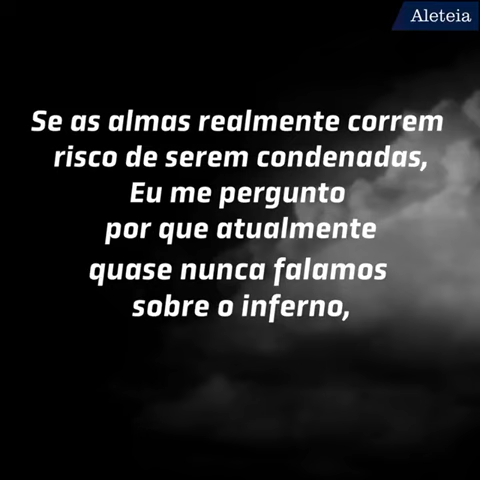 Aleteia
Se as almas realmente correm
risco de serem condenadas,
Eu me pergunto
por que atualmente
quase nunca falamos
sobre o inferno,